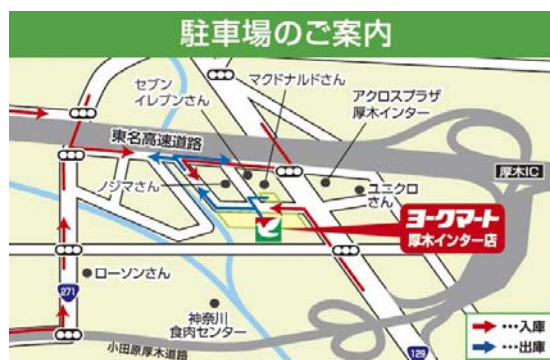 駐車場のご案内
セブン
イレブンさん
マクドナルドさん
アクロスプラザ
厚木インター
東名高速道路
厚木IC
ノジマさん
ユニクロ
さん
ヨークマート
厚木インター店
ローソンさん
271
神奈川
食肉センター
小田原厚木道路
129
…入庫
…出庫